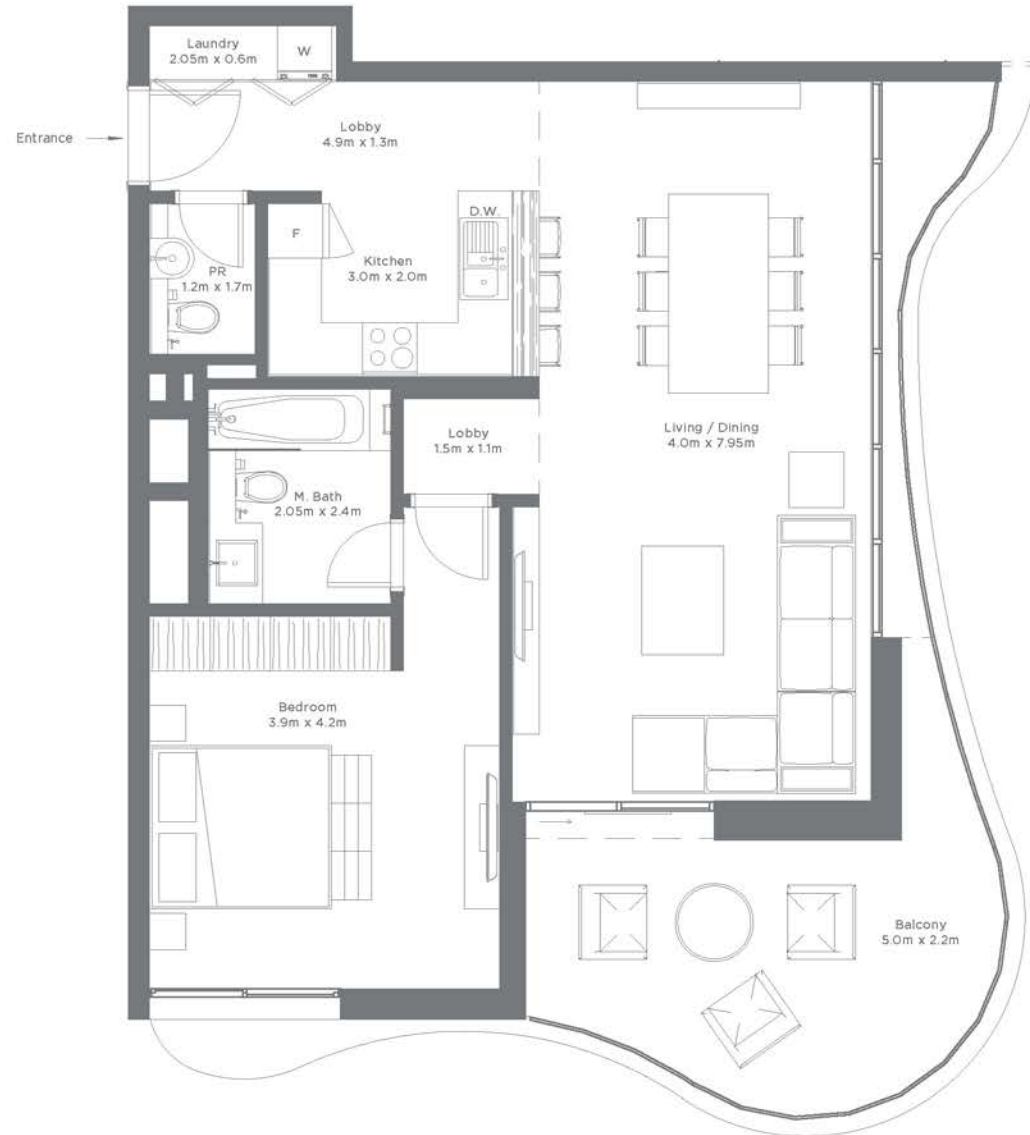 Laundry
2.05m x 0.6m
W
Entrance
Lobby
4.9m x 1.3m
D.W.
F
Kitchen
3.0m x 2.0m
PR
1.2m x 1.7m
Lobby
1.5m x 1.1m
Living / Dining
4.0m x 7.95m
M. Bath
2.05m x 2.4m
Bedroom
3.9m x 4.2m
Balcony
5.0m x 2.2m